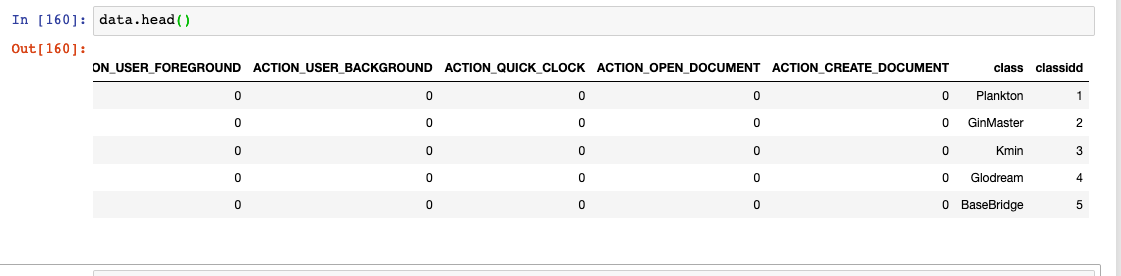 In [160]: data.head()
Out[160]:
ON_USER_FOREGROUND ACTION_USER_BACKGROUND ACTION_QUICK_CLOCK ACTION_OPEN_DOCUMENT ACTION_CREATE_DOCUMENT class classidd
0 0 0 0 0 Plankton 1
0 0 0 0 0 GinMaster 2
0 0 0 0 0 Kmin 3
0 0 0 0 0 Glodream 4
0 0 0 0 0 BaseBridge 5